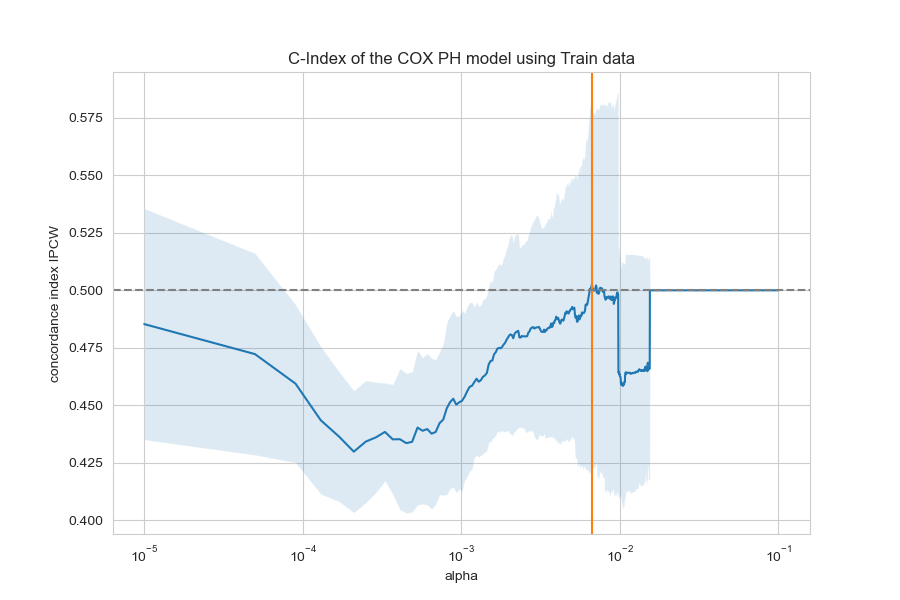 C-Index of the COX PH model using Train data
concordance index IPCW
0.575
0.550
0.525
0.500
0.475
0.450
0.425
0.400
10⁻⁵ 10⁻⁴ 10⁻³ 10⁻² 10⁻¹
alpha